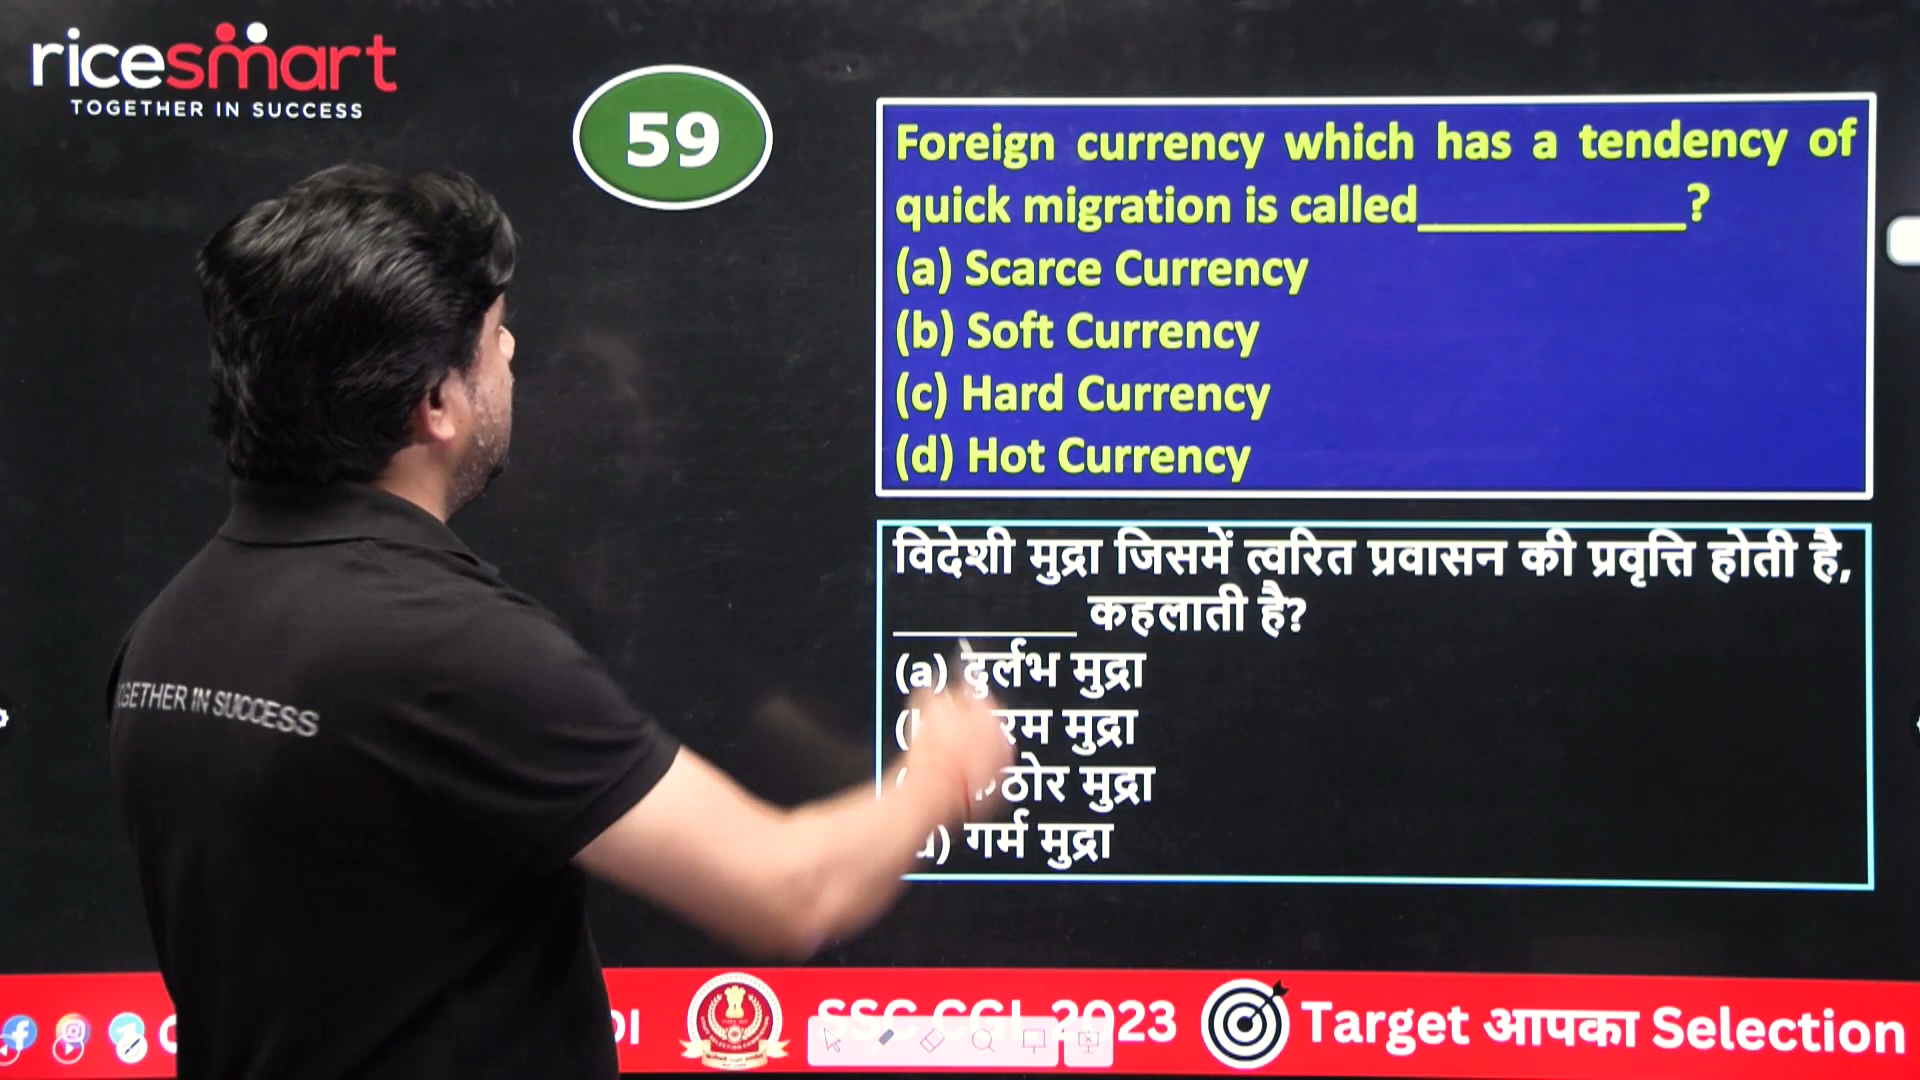 ricesmart
TOGETHER IN SUCCESS
59
Foreign currency which has a tendency of
quick migration is called__________?
(a) Scarce Currency
(b) Soft Currency
(c) Hard Currency
(d) Hot Currency
विदेशी मुद्रा जिसमें त्वरित प्रवासन की प्रवृत्ति होती है,
________ कहलाती है?
(a) दुर्लभ मुद्रा
मुद्रा
मुद्रा
गर्म मुद्रा
TOGETHER IN SUCCESS
SSC CGL 2023
Target आपका Selection